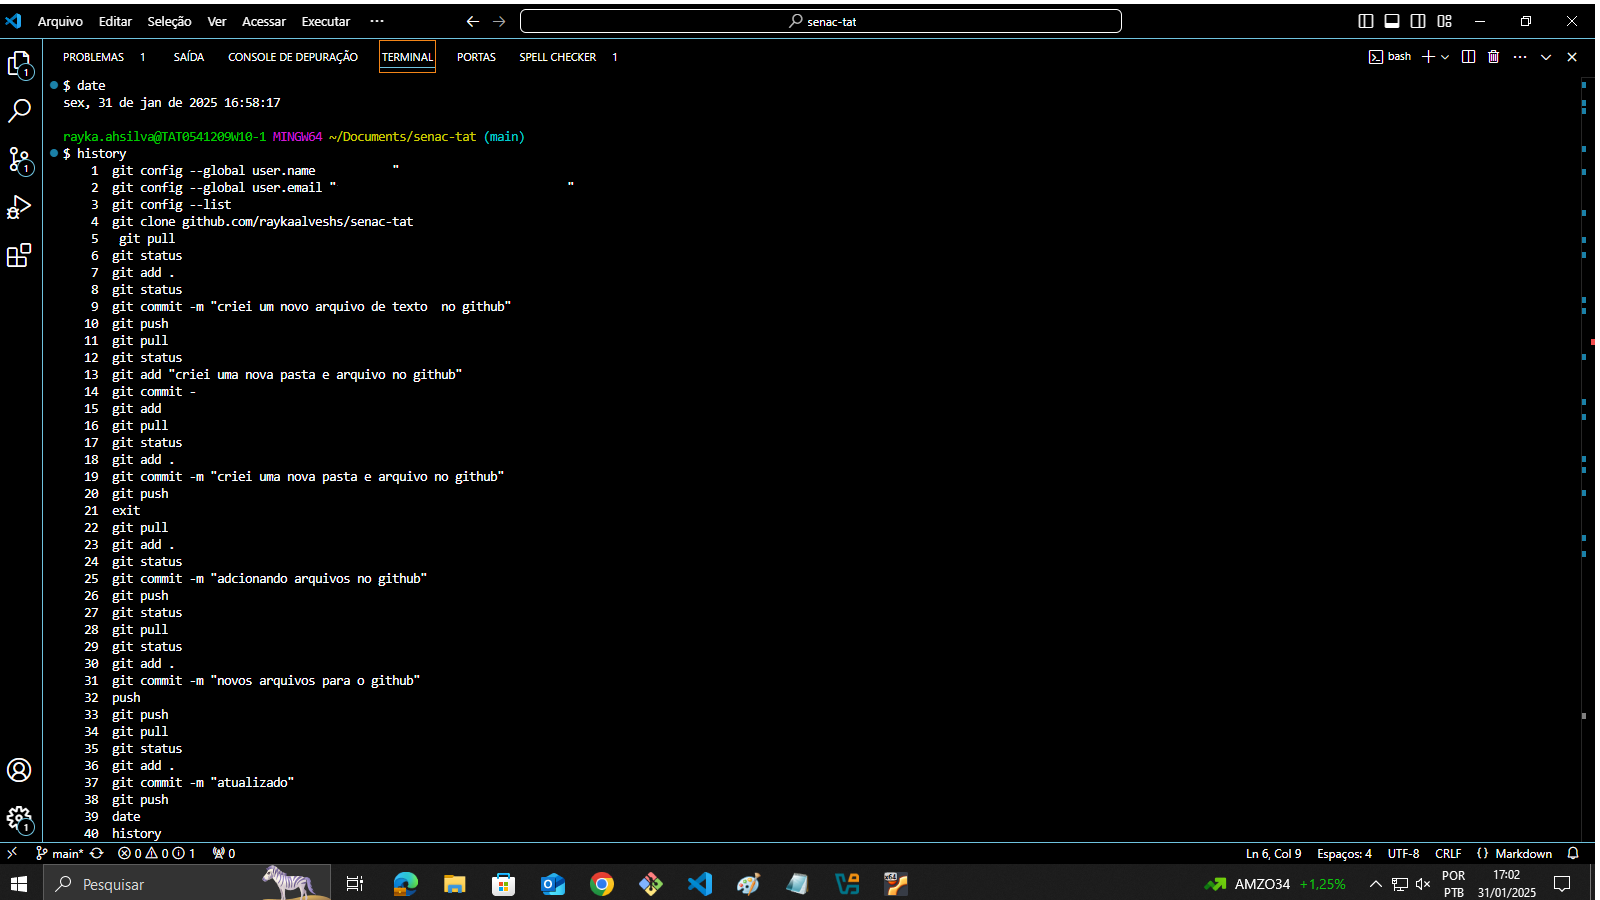 Arquivo Editar Seleção Ver Acessar Executar ··· senac-tat
PROBLEMAS 1 SAÍDA CONSOLE DE DEPURAÇÃO TERMINAL PORTAS SPELL CHECKER 1 bash
$ date
sex, 31 de jan de 2025 16:58:17
rayka.ahsilva@TAT0541209W10-1 MINGW64 ~/Documents/senac-tat (main)
$ history
1 git config --global user.name "
2 git config --global user.email " "
3 git config --list
4 git clone github.com/raykaalveshs/senac-tat
5  git pull
6 git status
7 git add .
8 git status
9 git commit -m "criei um novo arquivo de texto  no github"
10 git push
11 git pull
12 git status
13 git add "criei uma nova pasta e arquivo no github"
14 git commit -
15 git add
16 git pull
17 git status
18 git add .
19 git commit -m "criei uma nova pasta e arquivo no github"
20 git push
21 exit
22 git pull
23 git add .
24 git status
25 git commit -m "adcionando arquivos no github"
26 git push
27 git status
28 git pull
29 git status
30 git add .
31 git commit -m "novos arquivos para o github"
32 push
33 git push
34 git pull
35 git status
36 git add .
37 git commit -m "atualizado"
38 git push
39 date
40 history
main* 0 0 1 0 Ln 6, Col 9 Espaços: 4 UTF-8 CRLF {} Markdown
Pesquisar AMZO34 +1,25% POR 17:02
PTB 31/01/2025